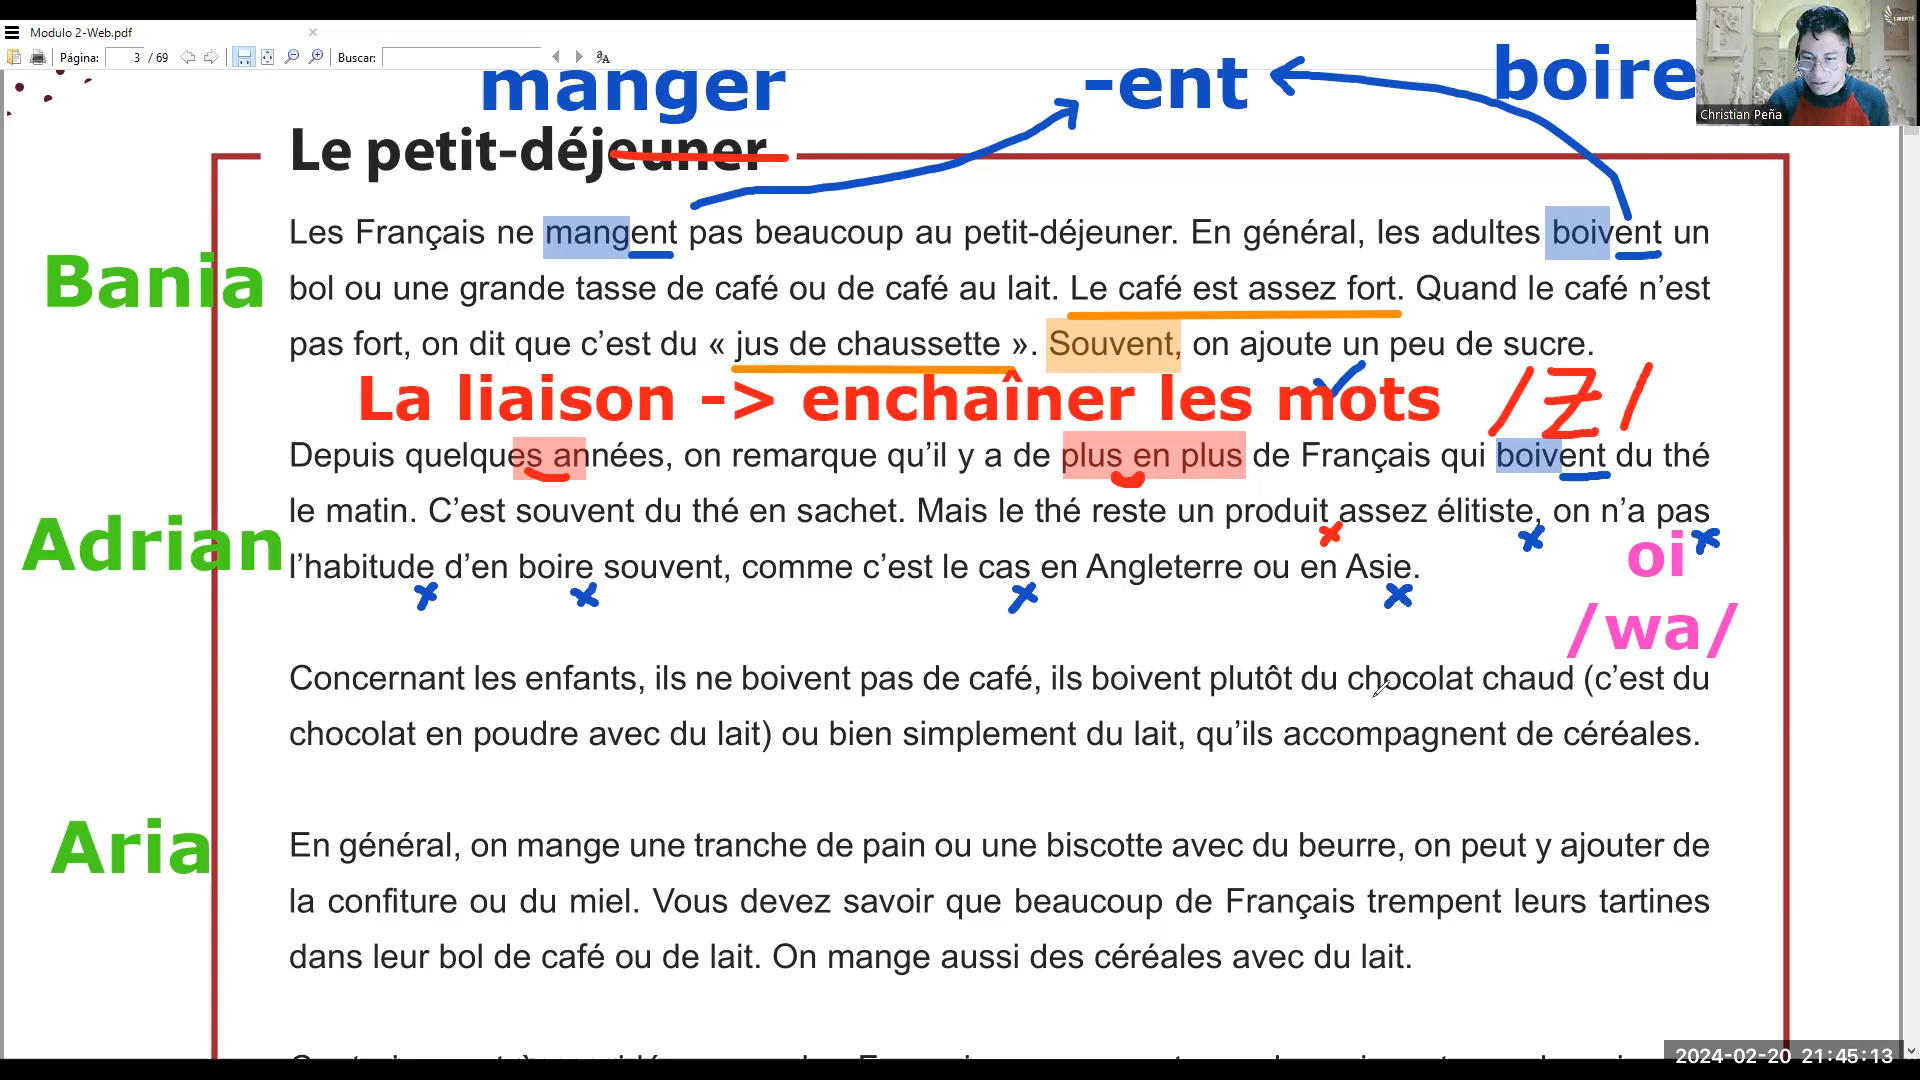 Modulo 2-Web.pdf
Página: 3 / 69 Buscar:
manger -ent boire
LIBERTÉ
Christian Peña
Le petit-déjeuner
Les Français ne mangent pas beaucoup au petit-déjeuner. En général, les adultes boivent un
Bania
bol ou une grande tasse de café ou de café au lait. Le café est assez fort. Quand le café n’est
pas fort, on dit que c’est du « jus de chaussette ». Souvent, on ajoute un peu de sucre.
La liaison -> enchaîner les mots /Z/
Depuis quelques années, on remarque qu’il y a de plus en plus de Français qui boivent du thé
le matin. C’est souvent du thé en sachet. Mais le thé reste un produit assez élitiste, on n’a pas
Adrian
l’habitude d’en boire souvent, comme c’est le cas en Angleterre ou en Asie.
oi
/wa/
Concernant les enfants, ils ne boivent pas de café, ils boivent plutôt du chocolat chaud (c’est du
chocolat en poudre avec du lait) ou bien simplement du lait, qu’ils accompagnent de céréales.
Aria
En général, on mange une tranche de pain ou une biscotte avec du beurre, on peut y ajouter de
la confiture ou du miel. Vous devez savoir que beaucoup de Français trempent leurs tartines
dans leur bol de café ou de lait. On mange aussi des céréales avec du lait.
2024-02-20 21:45:13